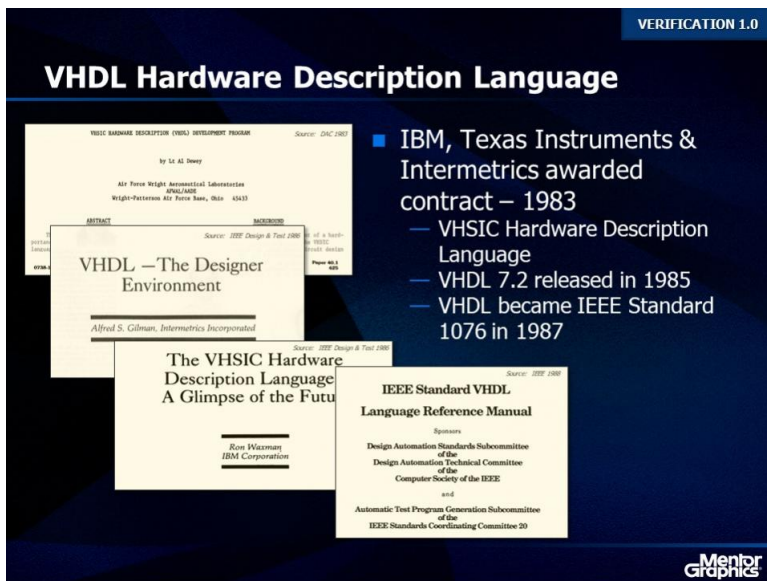 VERIFICATION 1.0
VHDL Hardware Description Language
VHSIC HARDWARE DESCRIPTION (VHDL) DEVELOPMENT PROGRAM
Source: DAC 1983
by Lt Al Dewey
Air Force Wright Aeronautical Laboratories
AFWAL/AADE
Wright-Patterson Air Force Base, Ohio 45433
ABSTRACT
BACKGROUND
of a hard-
VHSIC
circuit design
Paper 40.1
Source: IEEE Design & Test 1986
VHDL —The Designer
Environment
Alfred S. Gilman, Intermetrics Incorporated
Source: IEEE Design & Test 1986
The VHSIC Hardware
Description Language
A Glimpse of the Futu
Ron Waxman
IBM Corporation
Source: IEEE 1988
IEEE Standard VHDL
Language Reference Manual
Sponsors
Design Automation Standards Subcommittee
of the
Design Automation Technical Committee
of the
Computer Society of the IEEE
and
Automatic Test Program Generation Subcommittee
of the
IEEE Standards Coordinating Committee 20
IBM, Texas Instruments &
Intermetrics awarded
contract – 1983
— VHSIC Hardware Description
Language
— VHDL 7.2 released in 1985
— VHDL became IEEE Standard
1076 in 1987
Mentor
Graphics